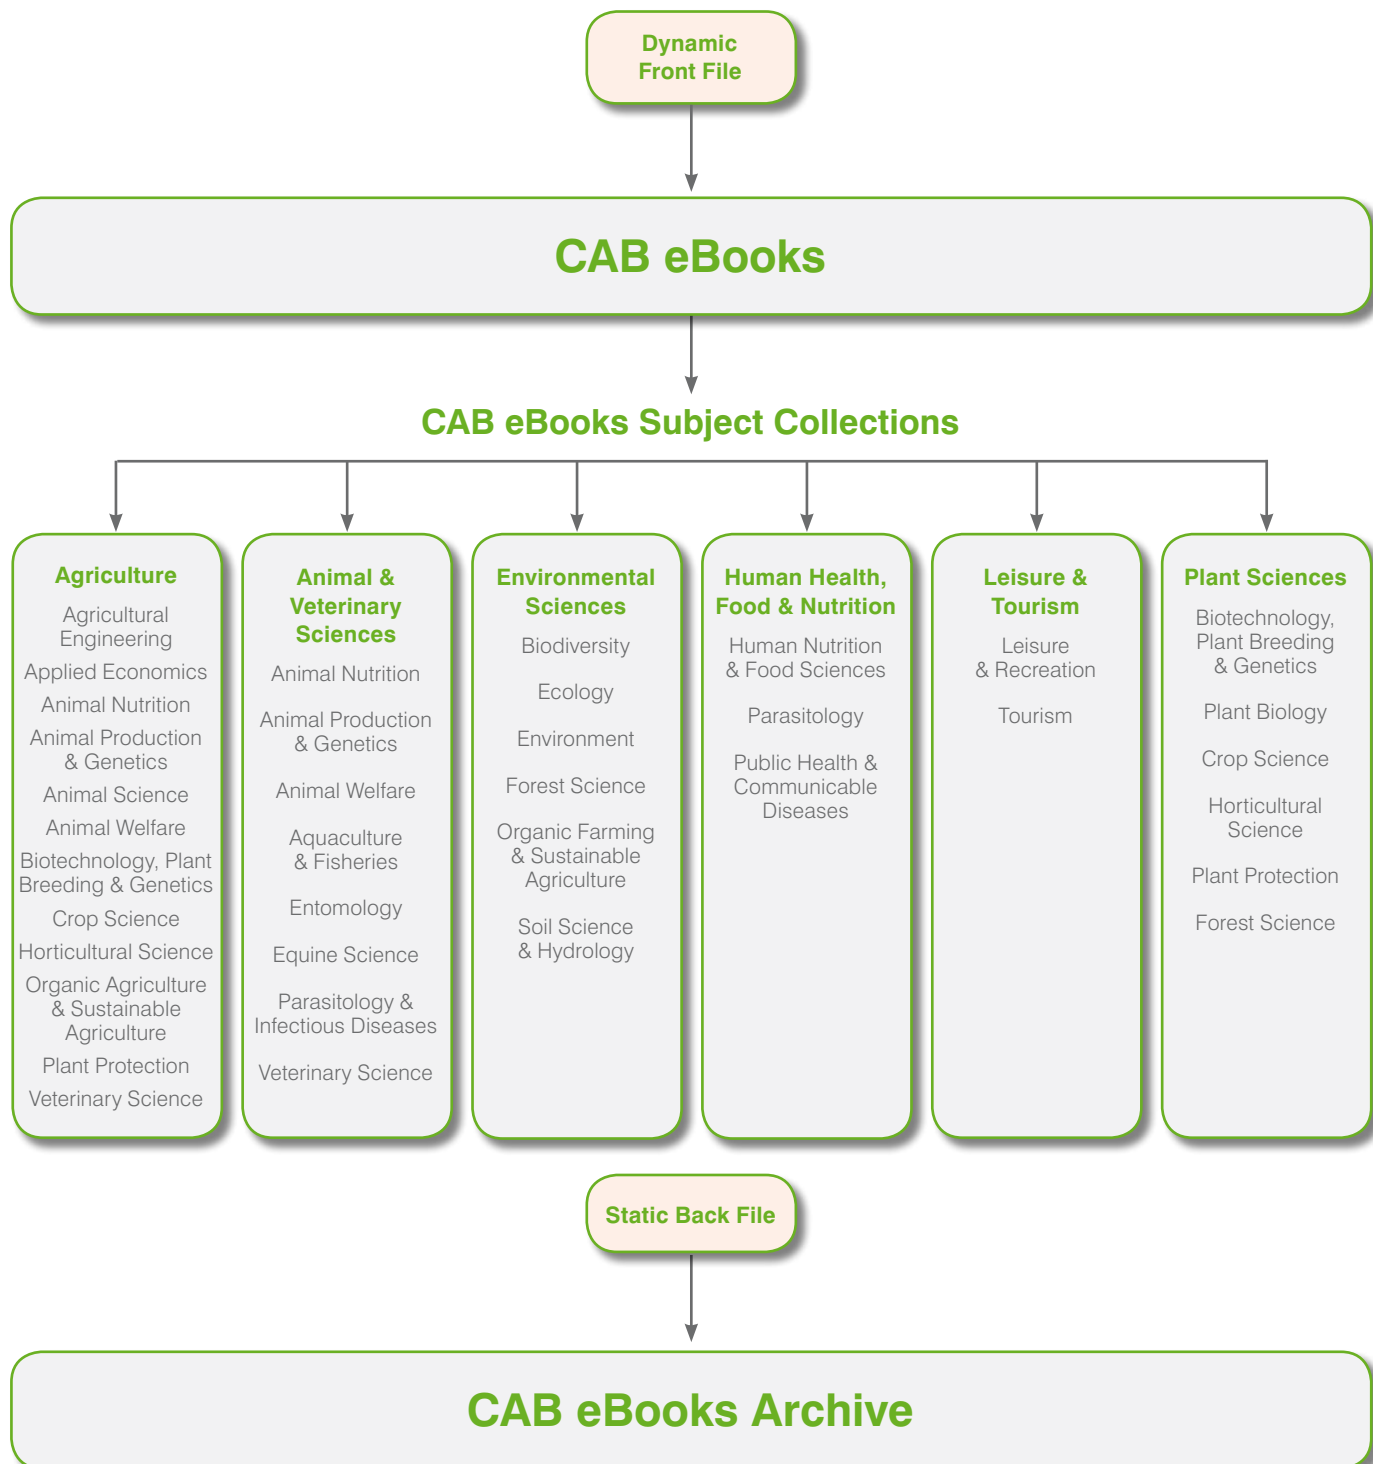 Dynamic
Front File
CAB eBooks
CAB eBooks Subject Collections
Agriculture
Agricultural
Engineering
Applied Economics
Animal Nutrition
Animal Production
& Genetics
Animal Science
Animal Welfare
Biotechnology, Plant
Breeding & Genetics
Crop Science
Horticultural Science
Organic Agriculture
& Sustainable
Agriculture
Plant Protection
Veterinary Science
Animal &
Veterinary
Sciences
Animal Nutrition
Animal Production
& Genetics
Animal Welfare
Aquaculture
& Fisheries
Entomology
Equine Science
Parasitology &
Infectious Diseases
Veterinary Science
Environmental
Sciences
Biodiversity
Ecology
Environment
Forest Science
Organic Farming
& Sustainable
Agriculture
Soil Science
& Hydrology
Human Health,
Food & Nutrition
Human Nutrition
& Food Sciences
Parasitology
Public Health &
Communicable
Diseases
Leisure &
Tourism
Leisure
& Recreation
Tourism
Plant Sciences
Biotechnology,
Plant Breeding
& Genetics
Plant Biology
Crop Science
Horticultural
Science
Plant Protection
Forest Science
Static Back File
CAB eBooks Archive